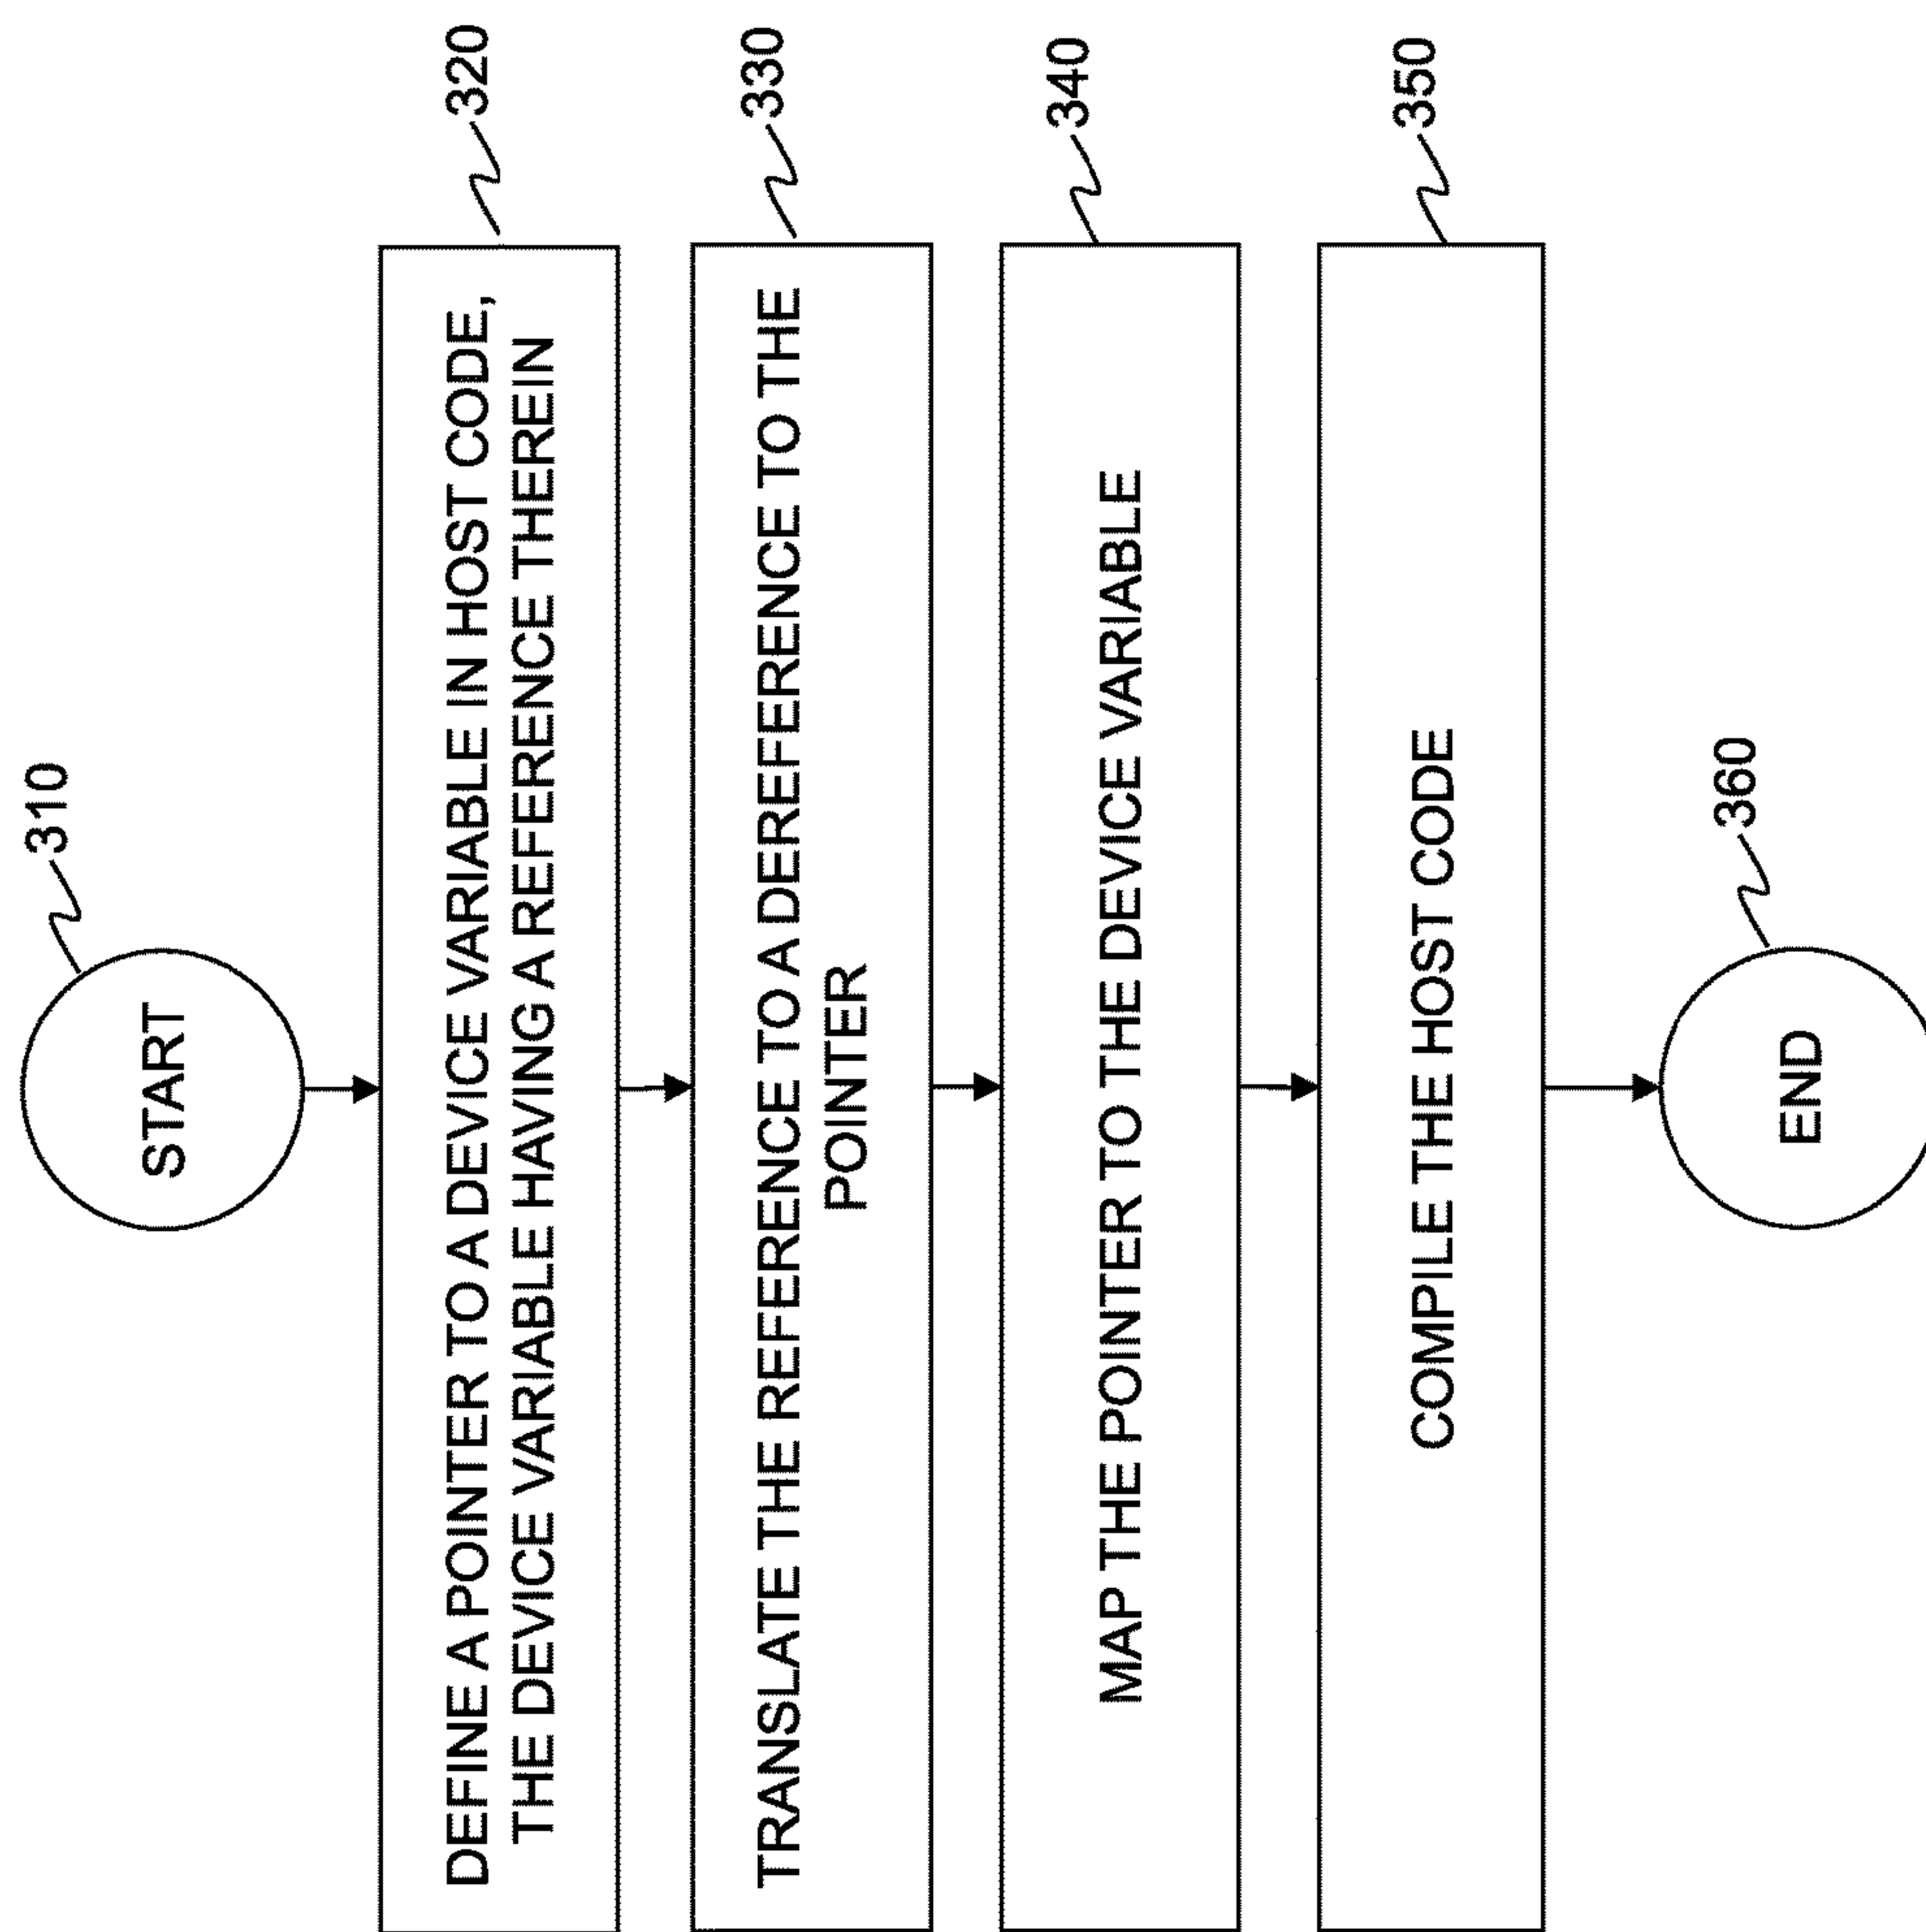 310
START
320
DEFINE A POINTER TO A DEVICE VARIABLE IN HOST CODE,
THE DEVICE VARIABLE HAVING A REFERENCE THEREIN
330
TRANSLATE THE REFERENCE TO A DEREFERENCE TO THE
POINTER
340
MAP THE POINTER TO THE DEVICE VARIABLE
350
COMPILE THE HOST CODE
360
END